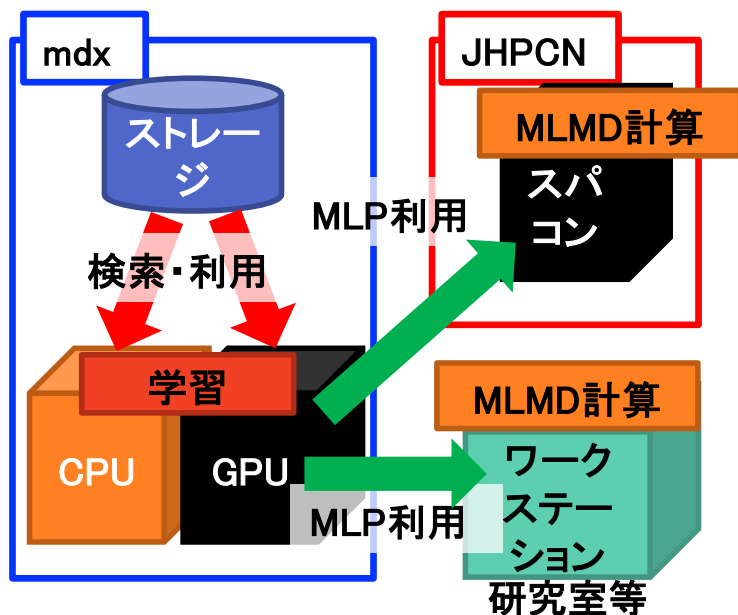 mdx
JHPCN
ストレー
ジ
MLMD計算
スパ
コン
MLP利用
検索・利用
学習
CPU
GPU
MLMD計算
ワーク
ステー
ション
MLP利用
研究室等